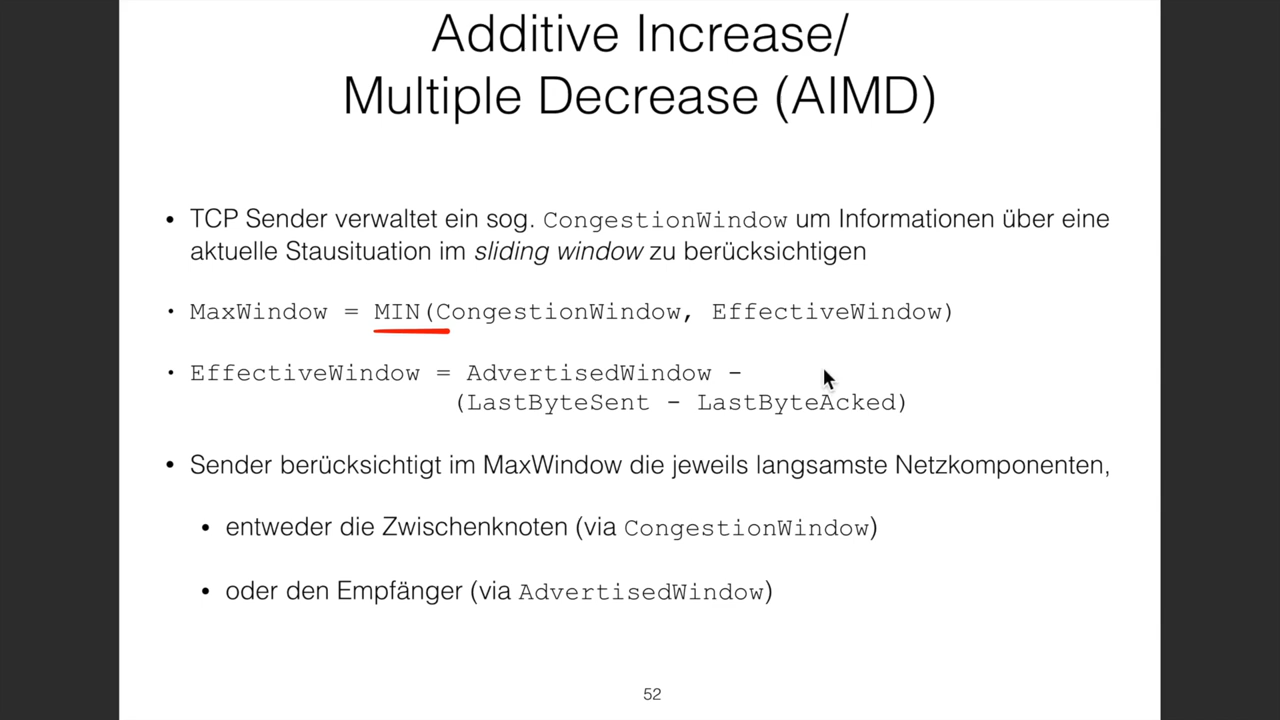 Additive Increase/
Multiple Decrease (AIMD)
• TCP Sender verwaltet ein sog. CongestionWindow um Informationen über eine
aktuelle Stausituation im sliding window zu berücksichtigen
• MaxWindow = MIN(CongestionWindow, EffectiveWindow)
• EffectiveWindow = AdvertisedWindow -
(LastByteSent - LastByteAcked)
• Sender berücksichtigt im MaxWindow die jeweils langsamste Netzkomponenten,
• entweder die Zwischenknoten (via CongestionWindow)
• oder den Empfänger (via AdvertisedWindow)
52